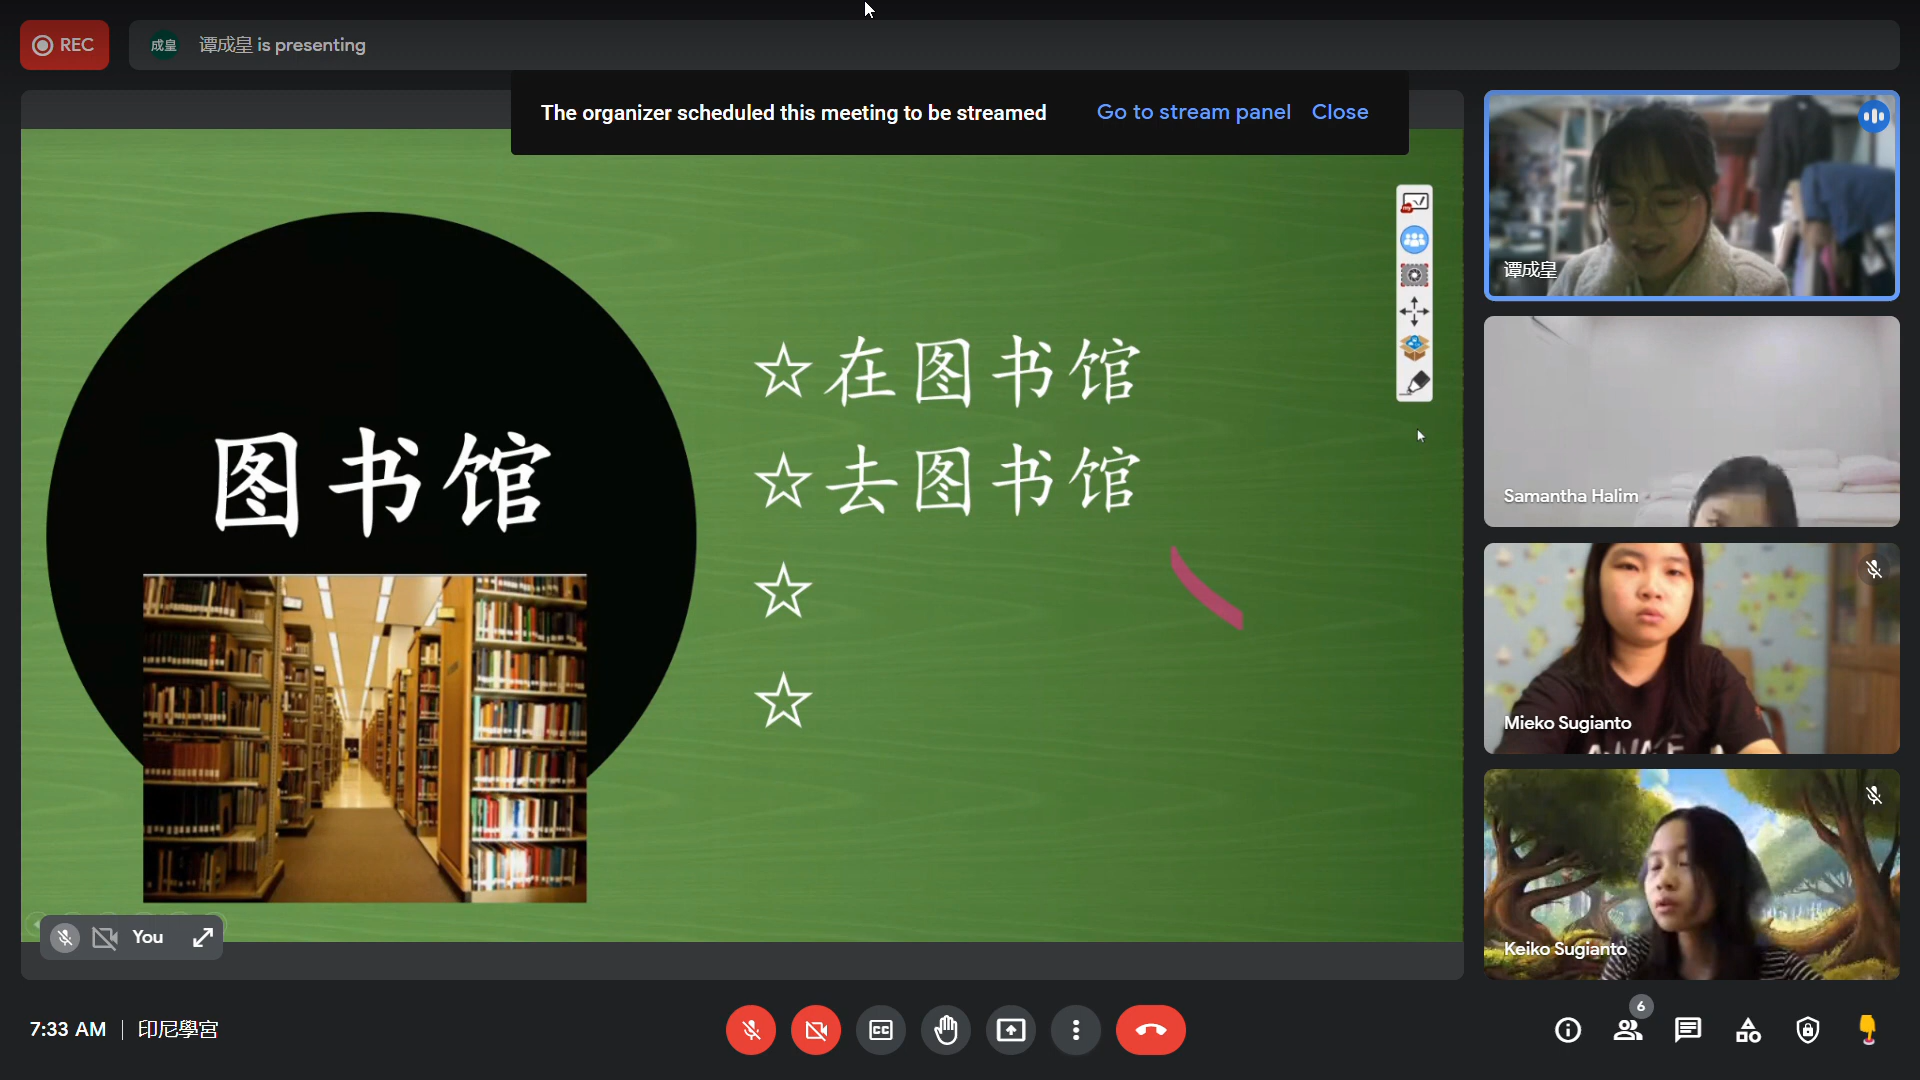 REC
成皇
谭成皇 is presenting
The organizer scheduled this meeting to be streamed
Go to stream panel
Close
图书馆
☆在图书馆
☆去图书馆
☆
☆
谭成皇
Samantha Halim
Mieko Sugianto
Keiko Sugianto
You
7:33 AM
印尼學宮
CC
6